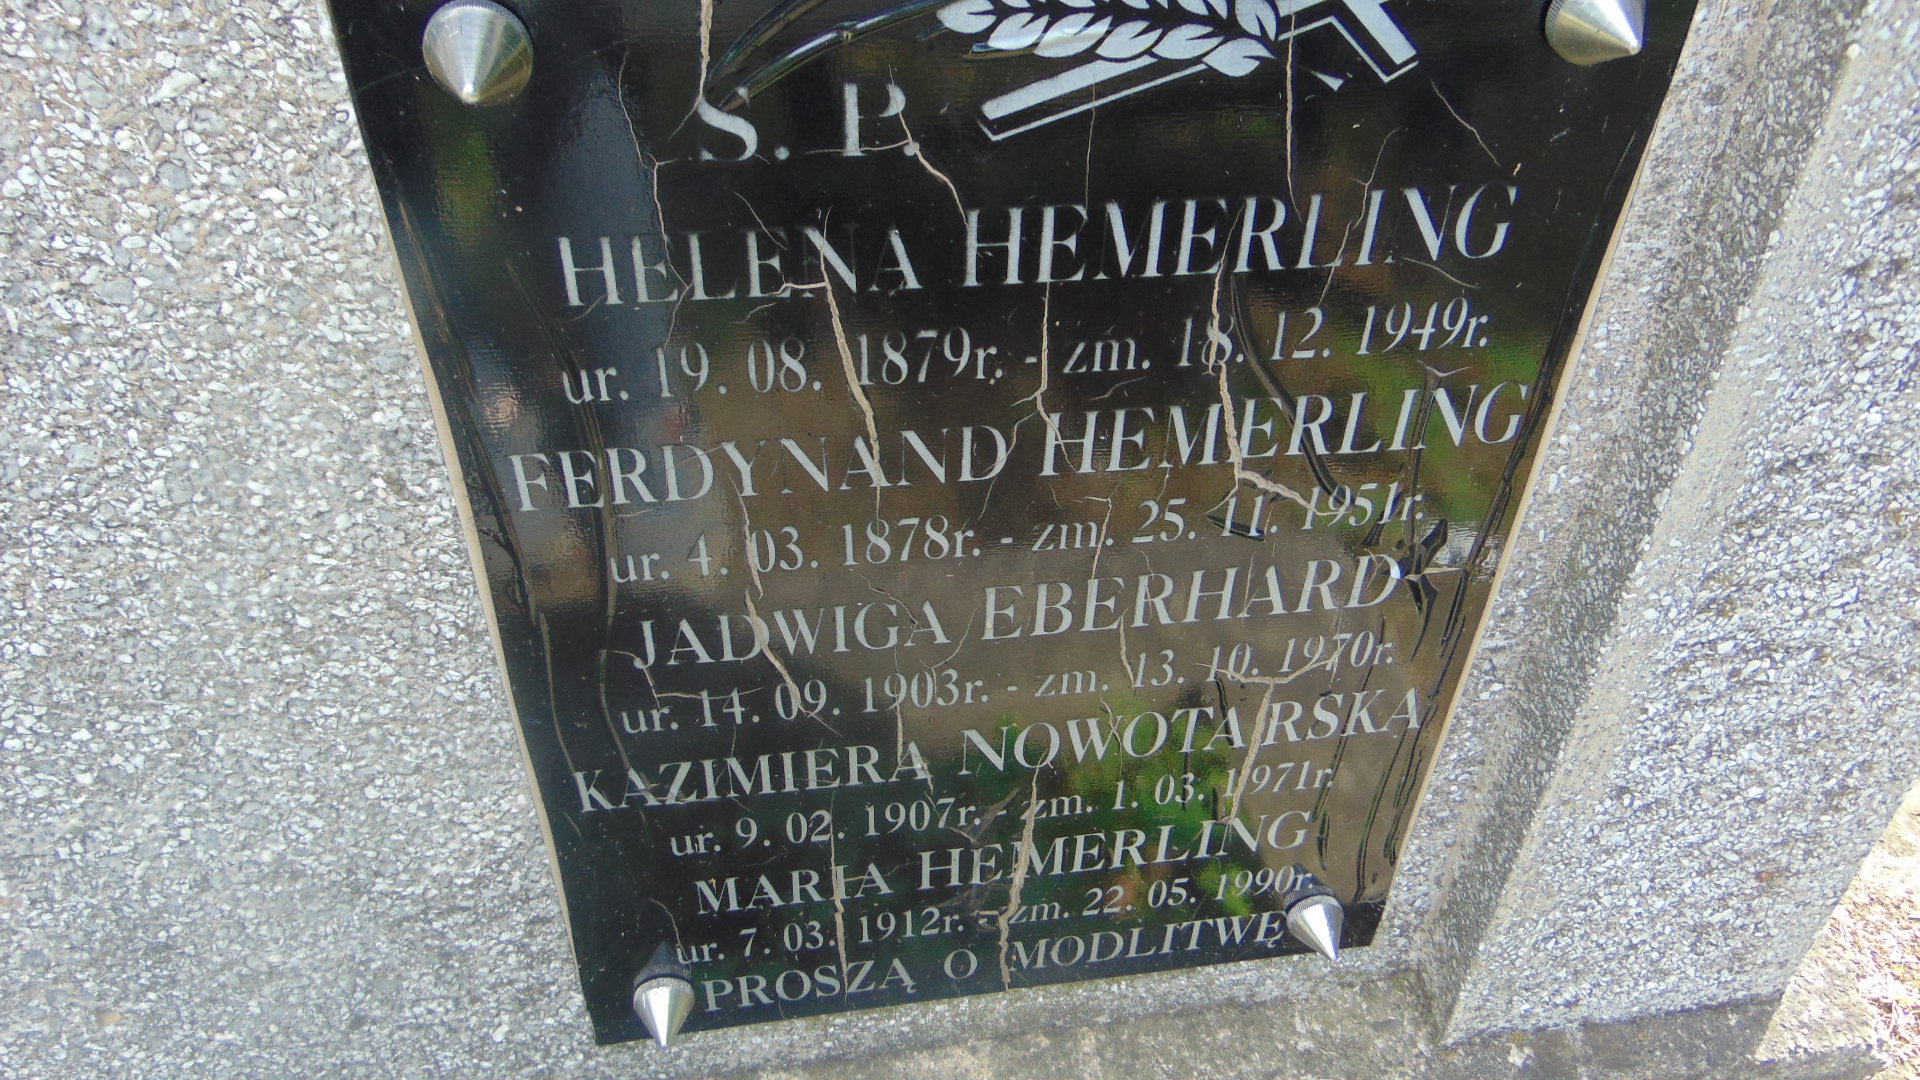 Ś. P.
HELENA HEMERLING
ur. 19. 08. 1879r. - zm. 18. 12. 1949r.
FERDYNAND HEMERLING
ur. 4. 03. 1878r. - zm. 25. 11. 1951r.
JADWIGA EBERHARD
ur. 14. 09. 1903r. - zm. 13. 10. 1970r.
KAZIMIERA NOWOTARSKA
ur. 9. 02. 1907r. - zm. 1. 03. 1971r.
MARIA HEMERLING
ur. 7. 03. 1912r. - zm. 22. 05. 1990r.
PROSZĄ O MODLITWĘ